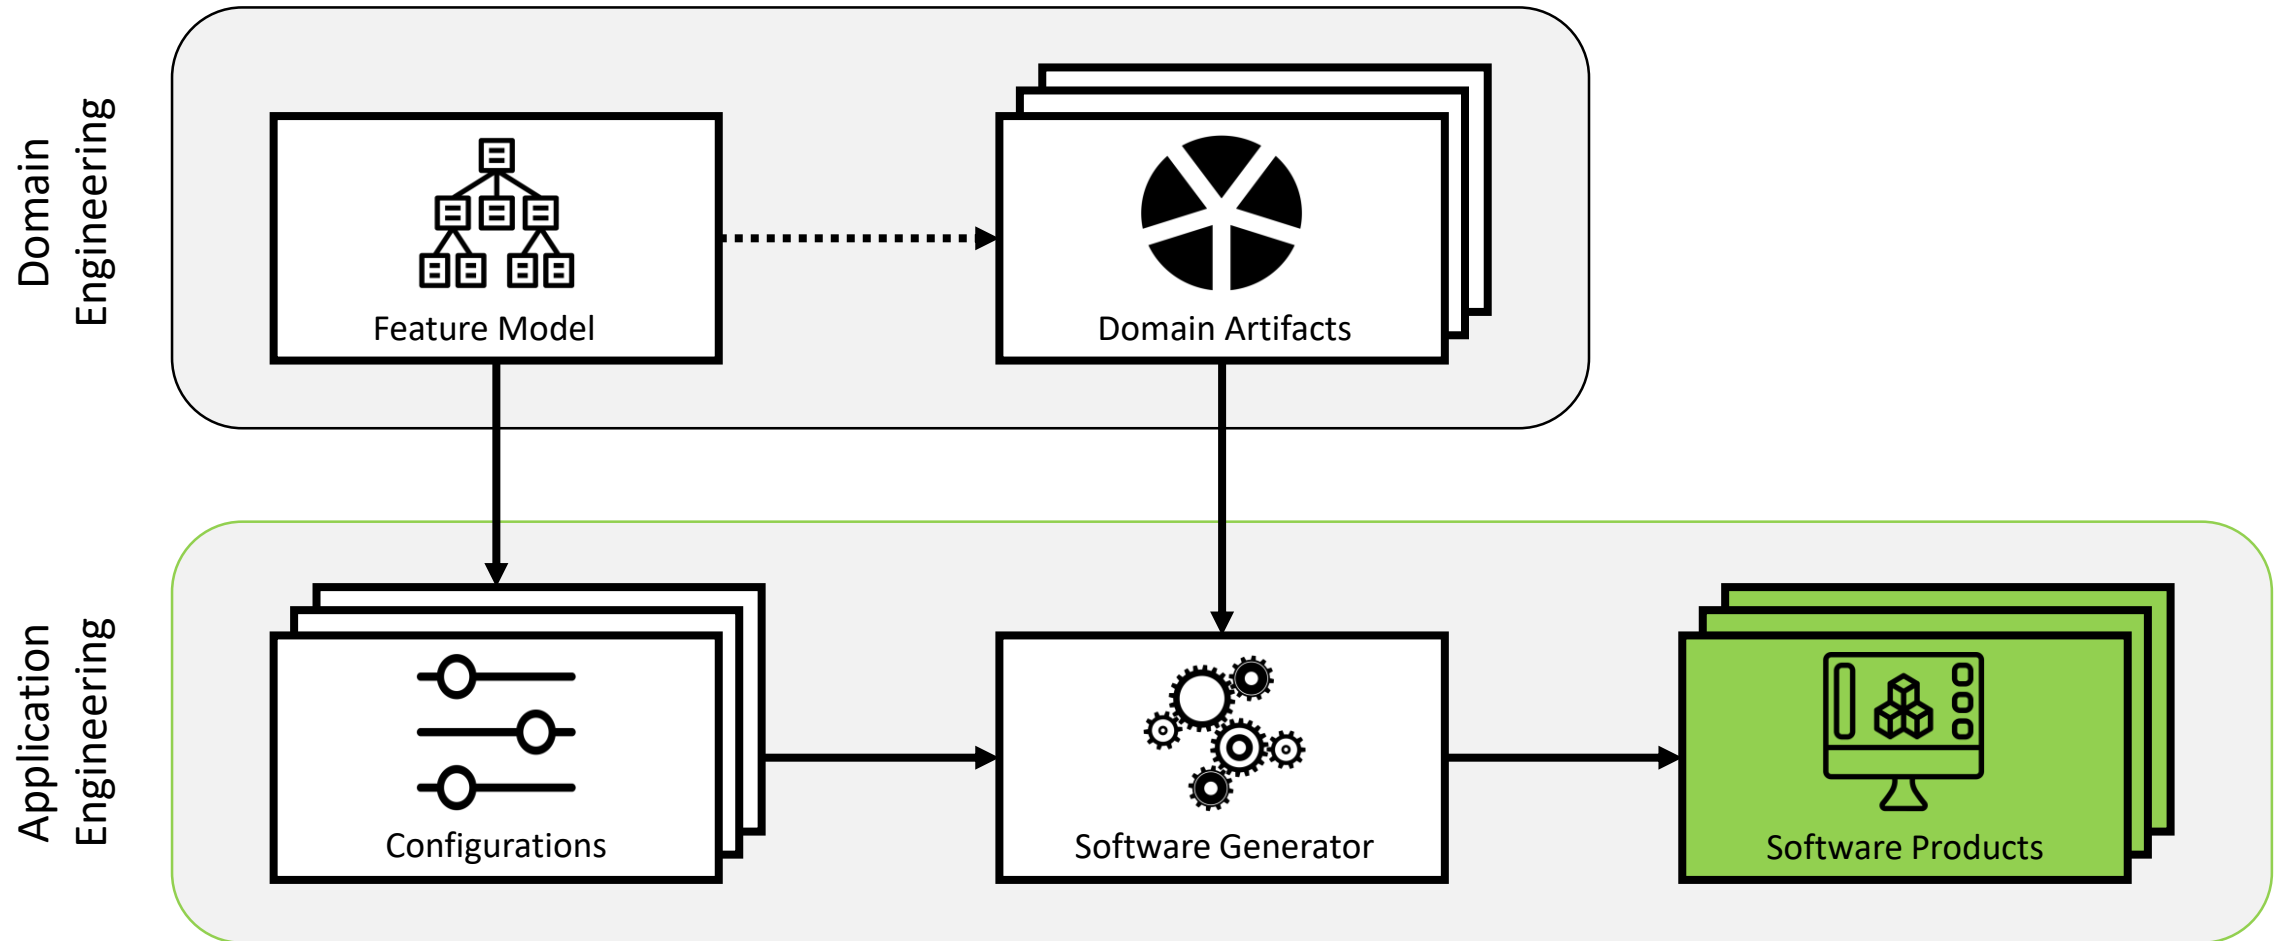 Domain
Engineering
Feature Model
Domain Artifacts
Application
Engineering
Configurations
Software Generator
Software Products